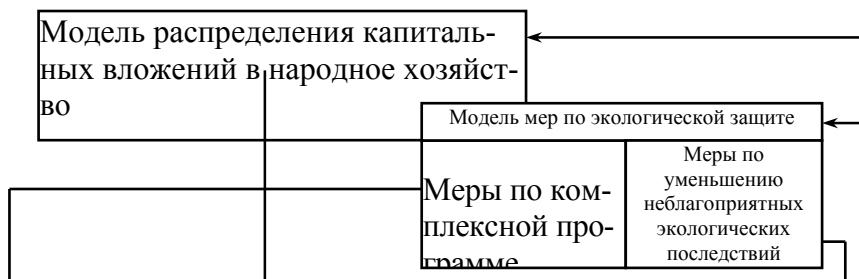 Модель распределения капиталь-
ных вложений в народное хозяйст-
во
Модель мер по экологической защите
Меры по ком-
плексной про-
грамме
Меры по
уменьшению
неблагоприятных
экологических
последствий